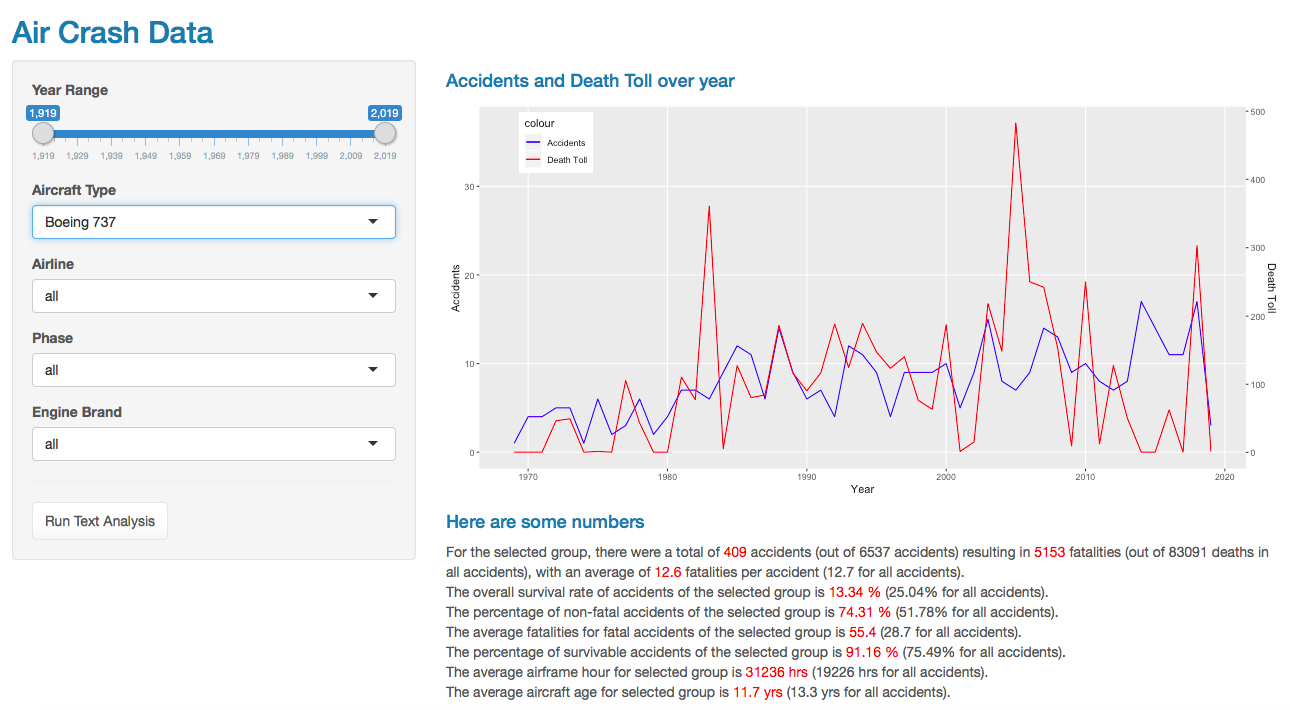 Air Crash Data
Year Range
1,919 2,019
1,919 1,929 1,939 1,949 1,959 1,969 1,979 1,989 1,999 2,009 2,019
Aircraft Type
Boeing 737
Airline
all
Phase
all
Engine Brand
all
Run Text Analysis
Accidents and Death Toll over year
colour
Accidents
Death Toll
Accidents
30
20
10
0
500
400
300
200
100
0
Death Toll
1970 1980 1990 2000 2010 2020
Year
Here are some numbers
For the selected group, there were a total of 409 accidents (out of 6537 accidents) resulting in 5153 fatalities (out of 83091 deaths in
all accidents), with an average of 12.6 fatalities per accident (12.7 for all accidents).
The overall survival rate of accidents of the selected group is 13.34 % (25.04% for all accidents).
The percentage of non-fatal accidents of the selected group is 74.31 % (51.78% for all accidents).
The average fatalities for fatal accidents of the selected group is 55.4 (28.7 for all accidents).
The percentage of survivable accidents of the selected group is 91.16 % (75.49% for all accidents).
The average airframe hour for selected group is 31236 hrs (19226 hrs for all accidents).
The average aircraft age for selected group is 11.7 yrs (13.3 yrs for all accidents).